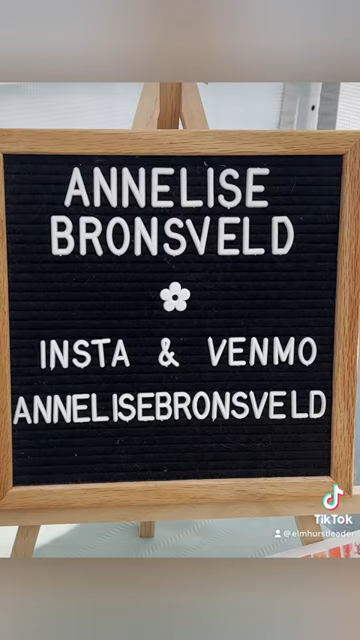 ANNELISE
BRONSVELD
INSTA & VENMO
ANNELISEBRONSVELD
TikTok
@elmhurstleader